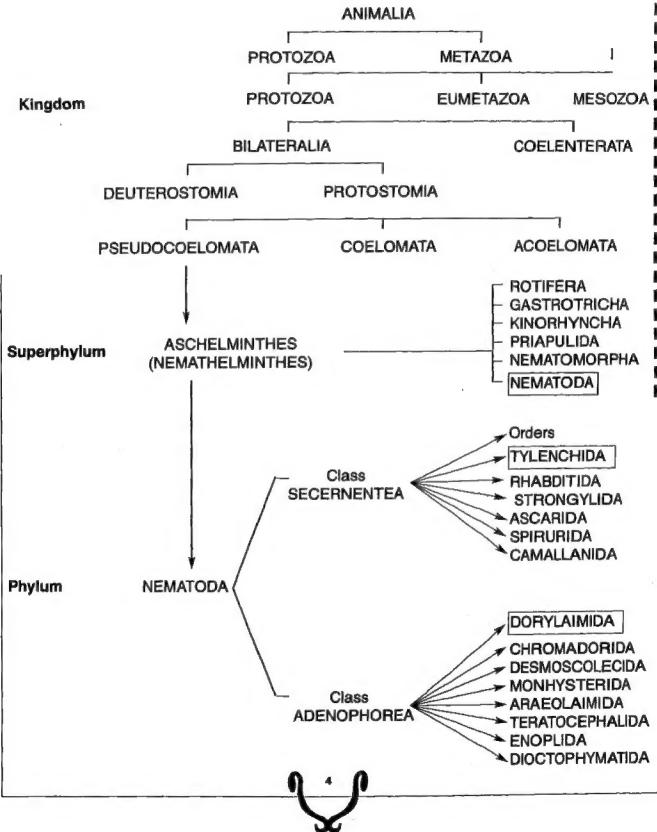 ANIMALIA
PROTOZOA METAZOA
Kingdom PROTOZOA EUMETAZOA MESOZOA
BILATERALIA COELENTERATA
DEUTEROSTOMIA PROTOSTOMIA
PSEUDOCOELOMATA COELOMATA ACOELOMATA
Superphylum
ASCHELMINTHES
(NEMATHELMINTHES)
ROTIFERA
GASTROTRICHA
KINORHYNCHA
PRIAPULIDA
NEMATOMORPHA
NEMATODA
Phylum NEMATODA
Class
SECERNENTEA
Orders
TYLENCHIDA
RHABDITIDA
STRONGYLIDA
ASCARIDA
SPIRURIDA
CAMALLANIDA
Class
ADENOPHOREA
DORYLAIMIDA
CHROMADORIDA
DESMOSCOLECIDA
MONHYSTERIDA
ARAEOLAIMIDA
TERATOCEPHALIDA
ENOPLIDA
DIOCTOPHYMATIDA
4